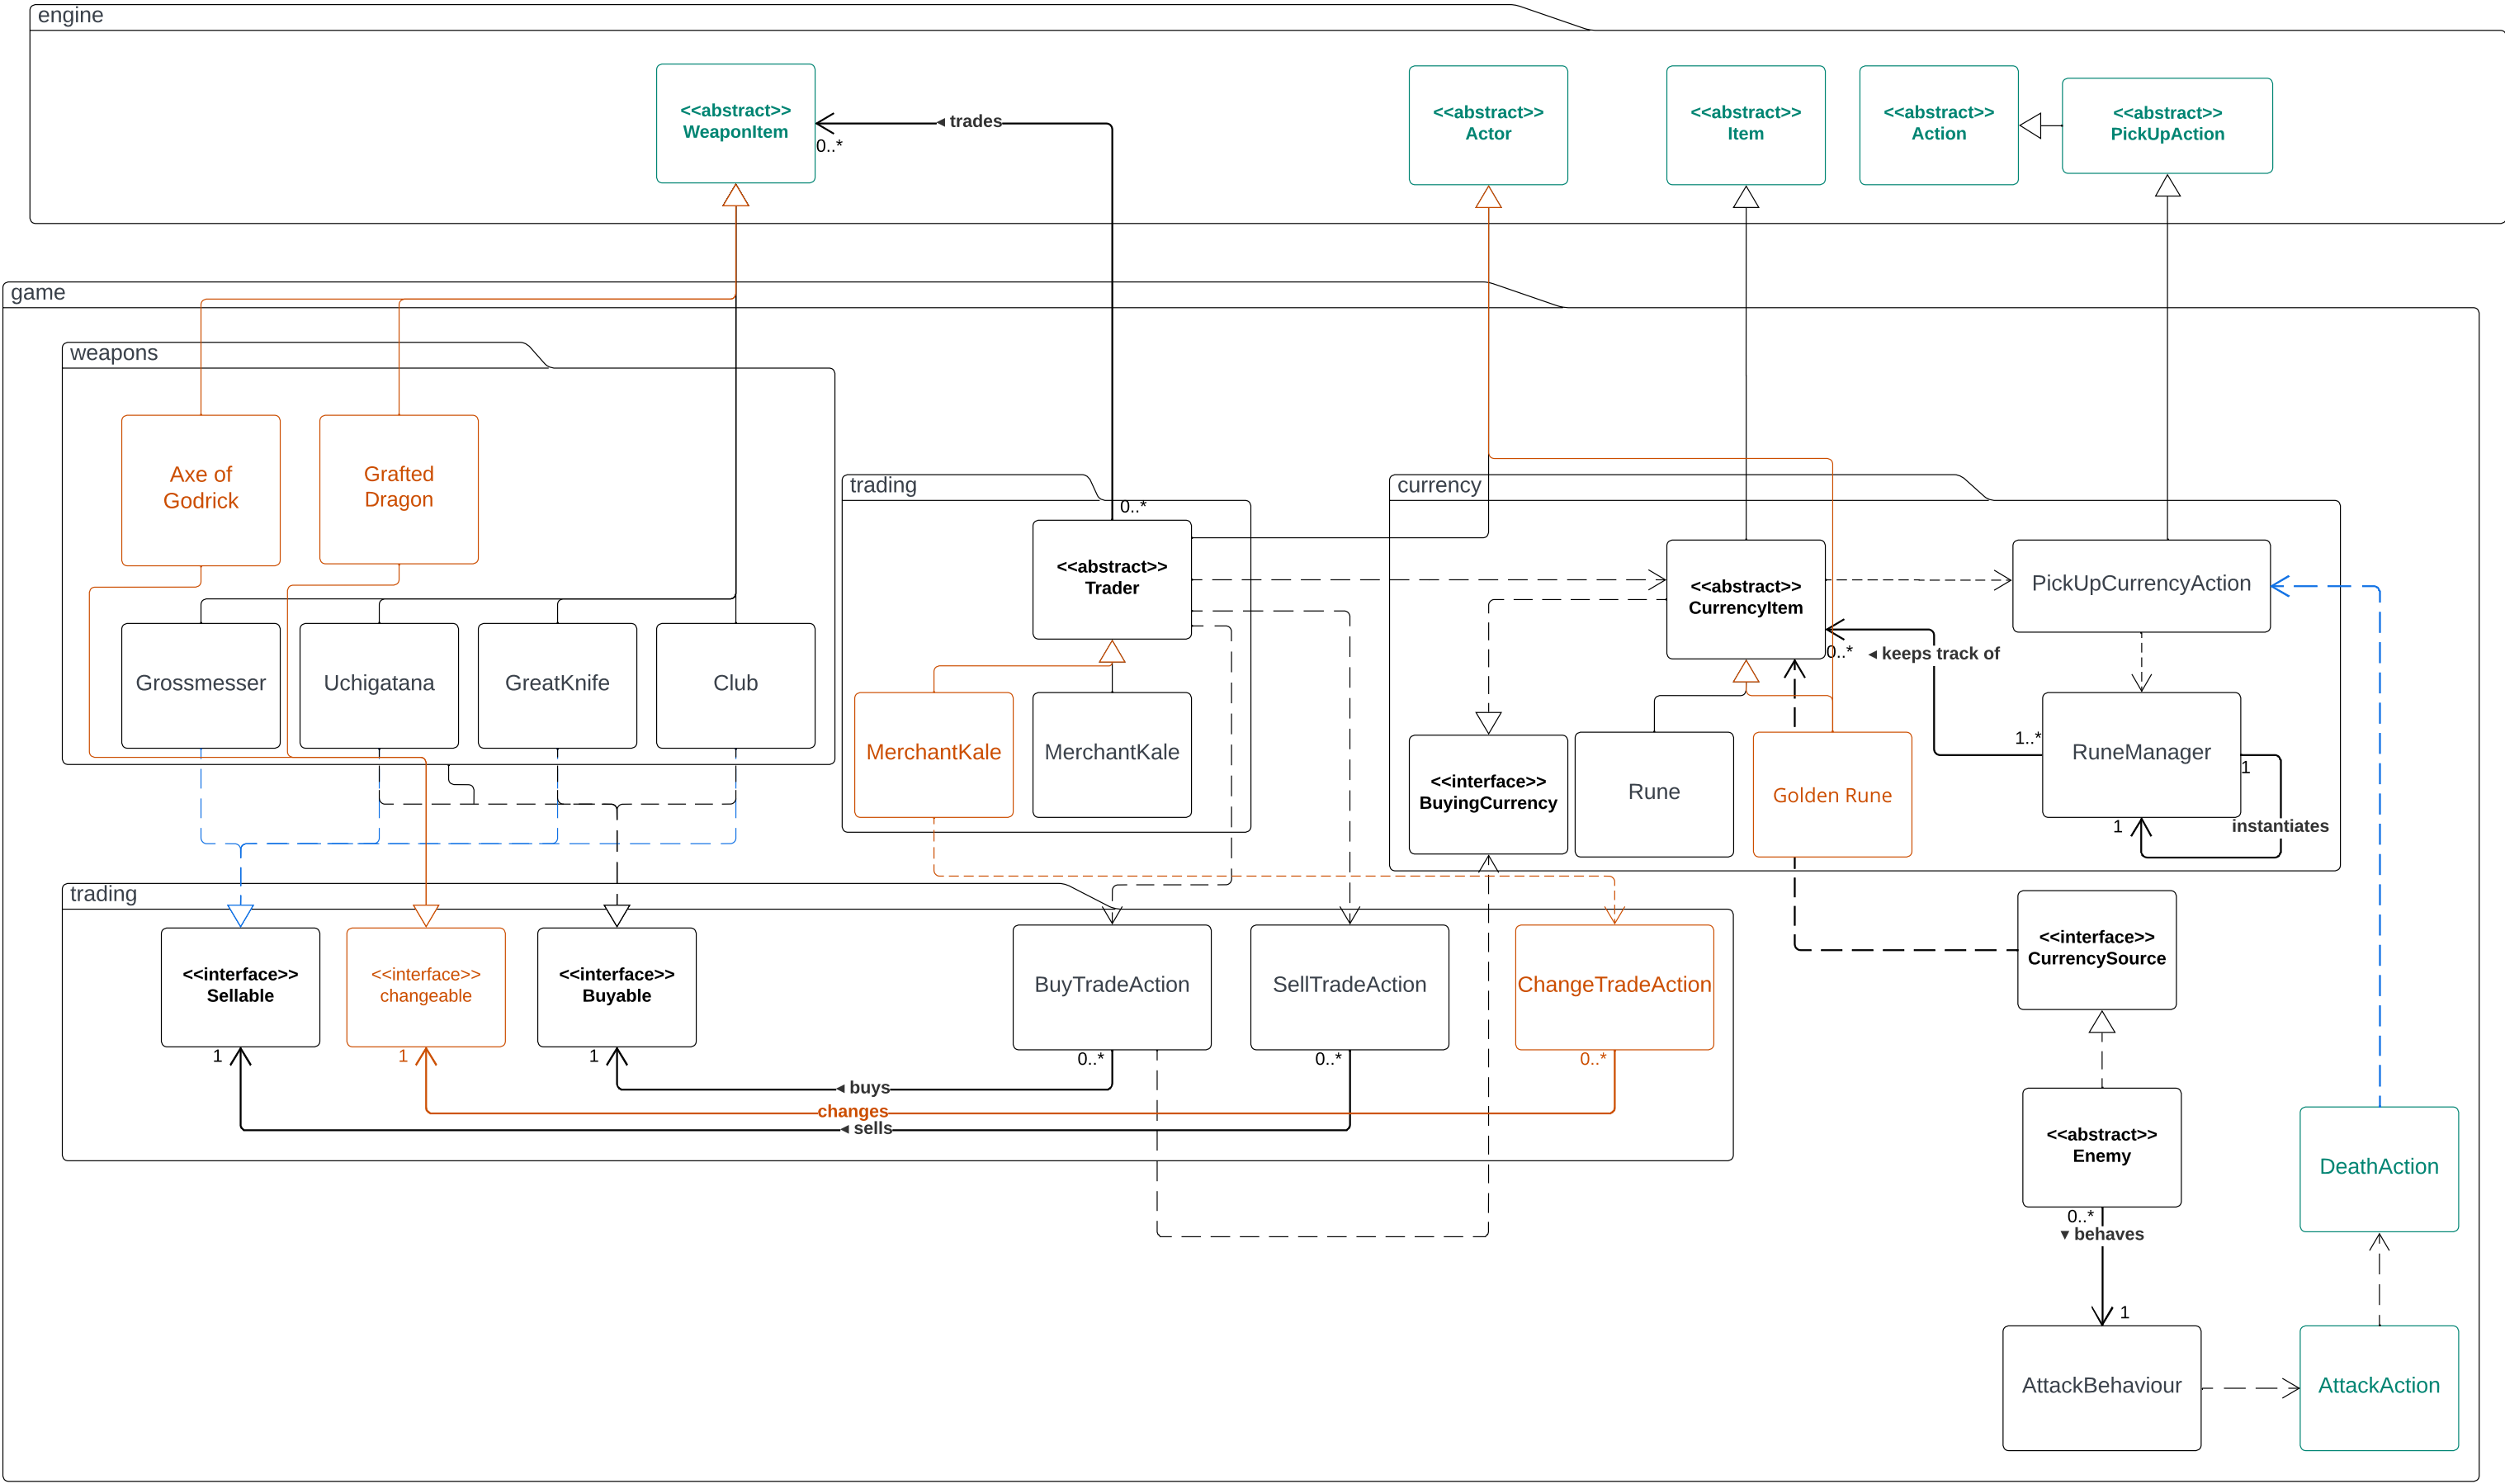 engine
<<abstract>>
WeaponItem
◂ trades
0..*
<<abstract>>
Actor
<<abstract>>
Item
<<abstract>>
Action
<<abstract>>
PickUpAction
game
weapons
Axe of
Godrick
Grafted
Dragon
Grossmesser
Uchigatana
GreatKnife
Club
trading
0..*
<<abstract>>
Trader
MerchantKale
MerchantKale
currency
<<abstract>>
CurrencyItem
0..*
◂ keeps track of
PickUpCurrencyAction
1..*
RuneManager
1
1
instantiates
<<interface>>
BuyingCurrency
Rune
Golden Rune
trading
<<interface>>
Sellable
<<interface>>
changeable
<<interface>>
Buyable
BuyTradeAction
SellTradeAction
ChangeTradeAction
1
1
1
0..*
0..*
0..*
◂ buys
changes
◂ sells
<<interface>>
CurrencySource
<<abstract>>
Enemy
0..*
▾ behaves
1
DeathAction
AttackBehaviour
AttackAction